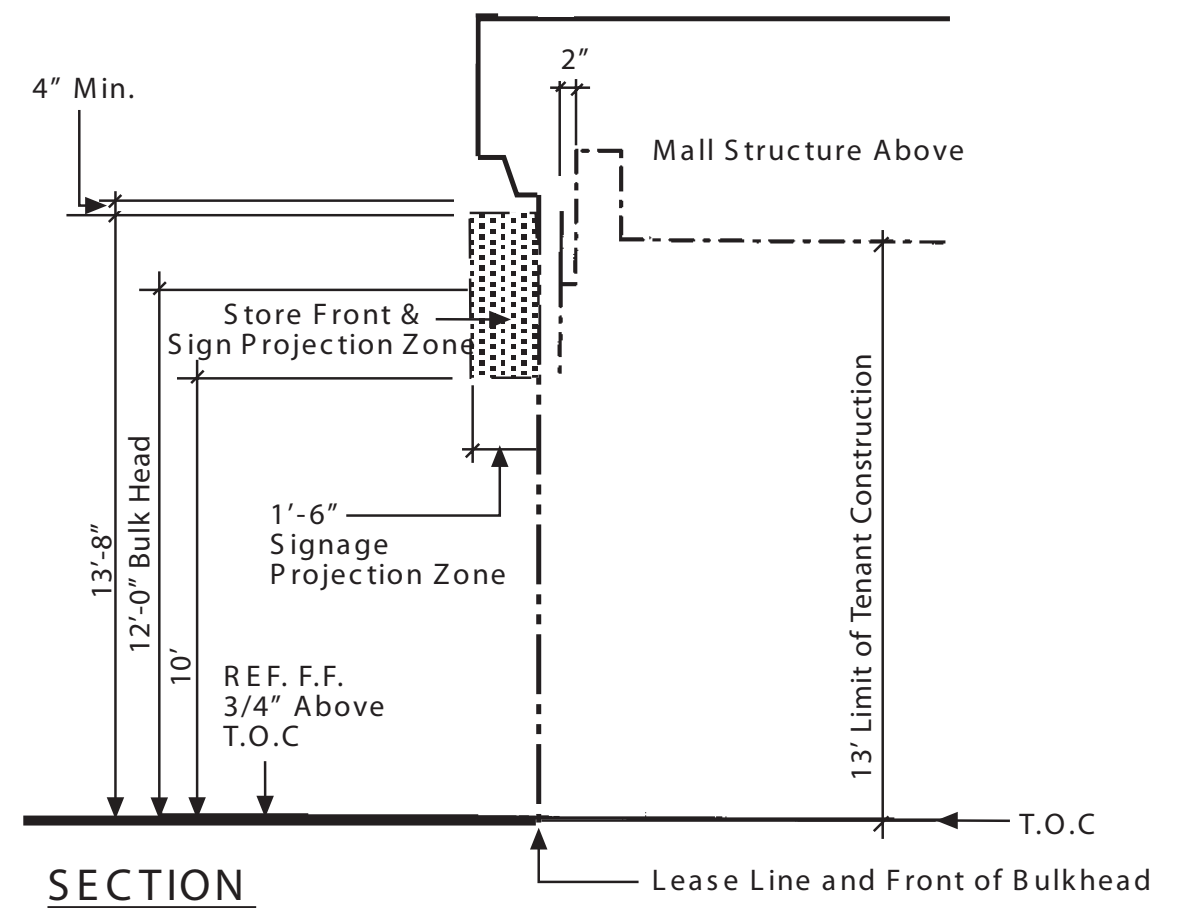 2”
4” Min.
Mall Structure Above
Store Front &
Sign Projection Zone
1’-6”
Signage
Projection Zone
13’-8”
12’-0” Bulk Head
10’
REF. F.F.
3/4” Above
T.O.C
13’ Limit of Tenant Construction
T.O.C
Lease Line and Front of Bulkhead
SECTION